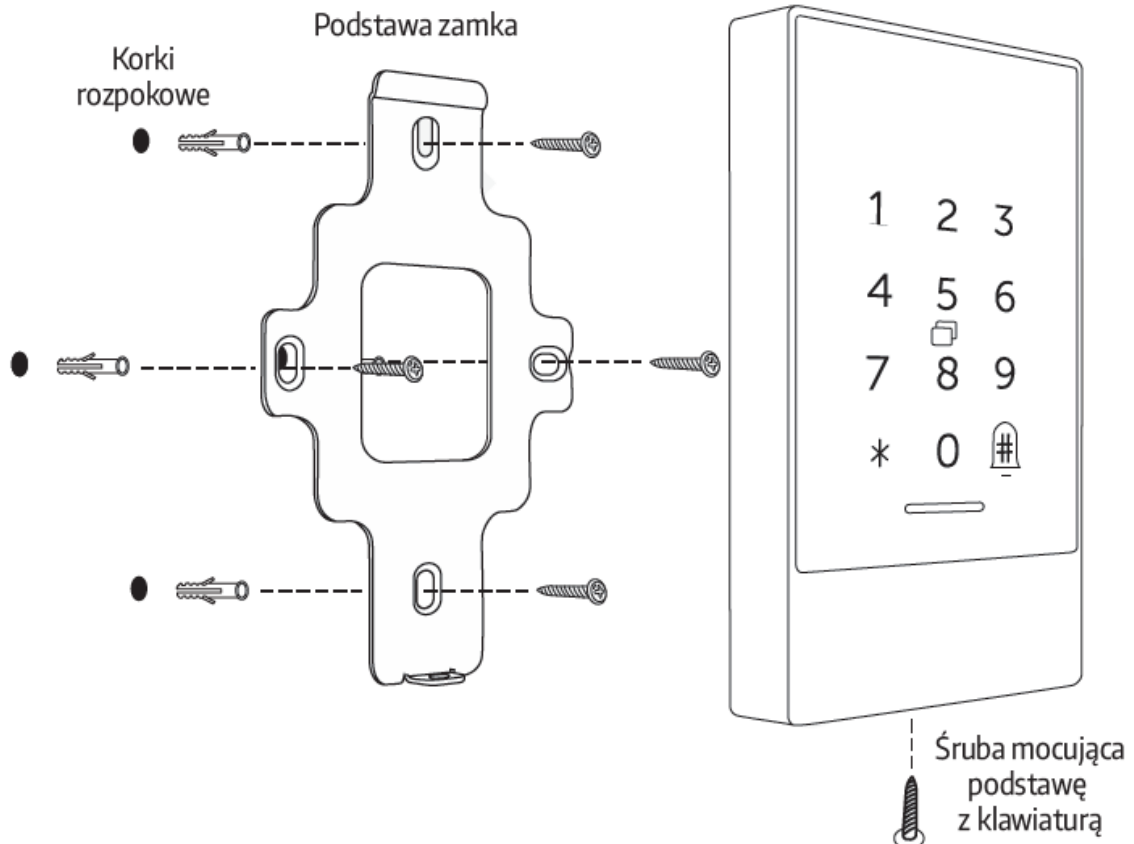 Podstawa zamka
Korki
rozpokowe
1 2 3
4 5 6
7 8 9
* 0 #
Śruba mocująca
podstawę
z klawiaturą